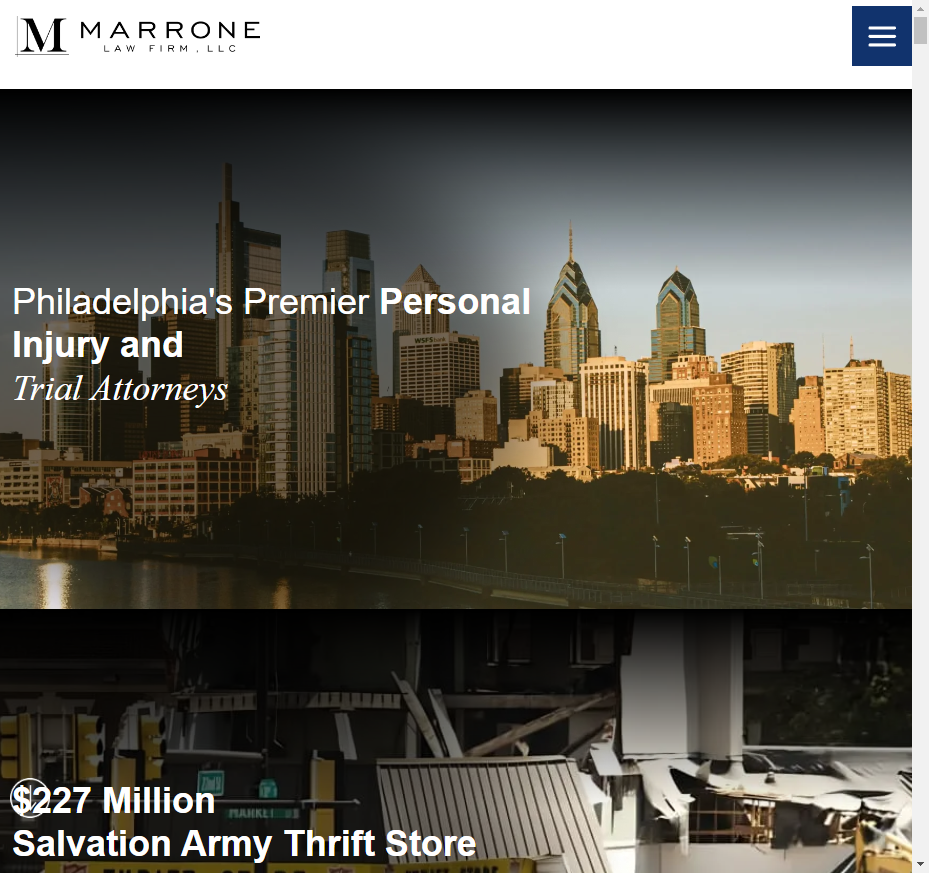 M MARRONE
LAW FIRM, LLC
Philadelphia's Premier Personal
Injury and
Trial Attorneys
WSFS bank
$227 Million
MARKET
Salvation Army Thrift Store